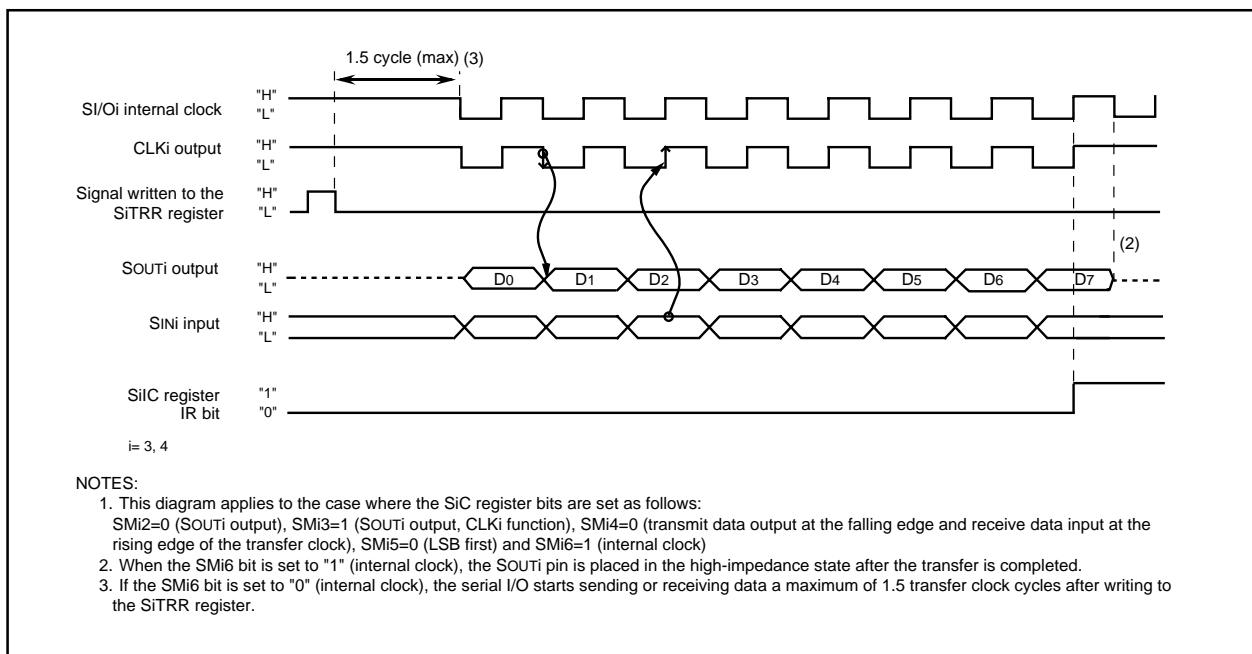 1.5 cycle (max) (3)
SI/Oi internal clock "H" "L"
CLKi output "H" "L"
Signal written to the
SiTRR register "H" "L"
SOUTi output "H" "L" D0 D1 D2 D3 D4 D5 D6 D7 (2)
SINi input "H" "L"
SiIC register
IR bit "1" "0"
i= 3, 4
NOTES:
1. This diagram applies to the case where the SiC register bits are set as follows:
SMi2=0 (SOUTi output), SMi3=1 (SOUTi output, CLKi function), SMi4=0 (transmit data output at the falling edge and receive data input at the
rising edge of the transfer clock), SMi5=0 (LSB first) and SMi6=1 (internal clock)
2. When the SMi6 bit is set to "1" (internal clock), the SOUTi pin is placed in the high-impedance state after the transfer is completed.
3. If the SMi6 bit is set to "0" (internal clock), the serial I/O starts sending or receiving data a maximum of 1.5 transfer clock cycles after writing to
the SiTRR register.